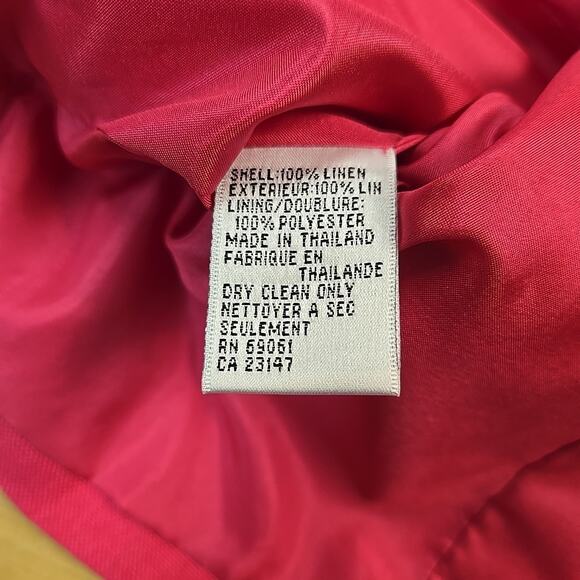 SHELL:100% LINEN
EXTERIEUR:100% LIN
LINING/DOUBLURE:
100% POLYESTER
MADE IN THAILAND
FABRIQUE EN
THAILANDE
DRY CLEAN ONLY
NETTOYER A SEC
SEULEMENT
RN 69061
CA 23147